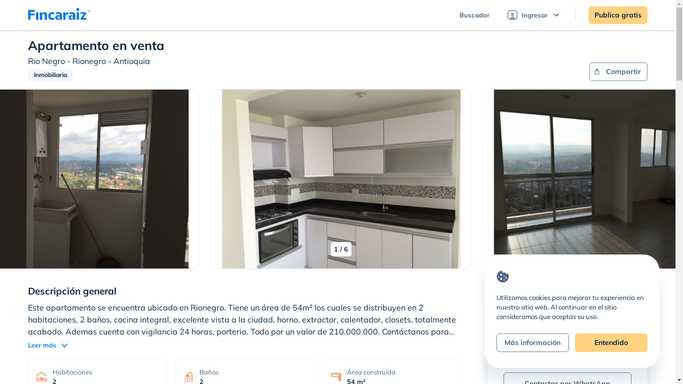 Fincaraiz
Buscador
Ingresar
Publica gratis
Apartamento en venta
Rio Negro - Rionegro - Antioquia
Inmobiliaria
Compartir
1 / 6
Descripción general
Este apartamento se encuentra ubicado en Rionegro. Tiene un área de 54m² los cuales se distribuyen en 2
habitaciones, 2 baños, cocina integral, excelente vista a la ciudad, horno, extractor, calentador, closets, totalmente
acabado. Ademas cuenta con vigilancia 24 horas, porteria. Todo por un valor de 210.000.000. Contáctanos para...
Leer más
Habitaciones
2
Baños
2
Área construida
54 m²
Utilizamos cookies para mejorar tu experiencia en
nuestro sitio web. Al continuar en el sitio
consideramos que aceptas su uso.
Más información
Entendido
Contactar por WhatsApp